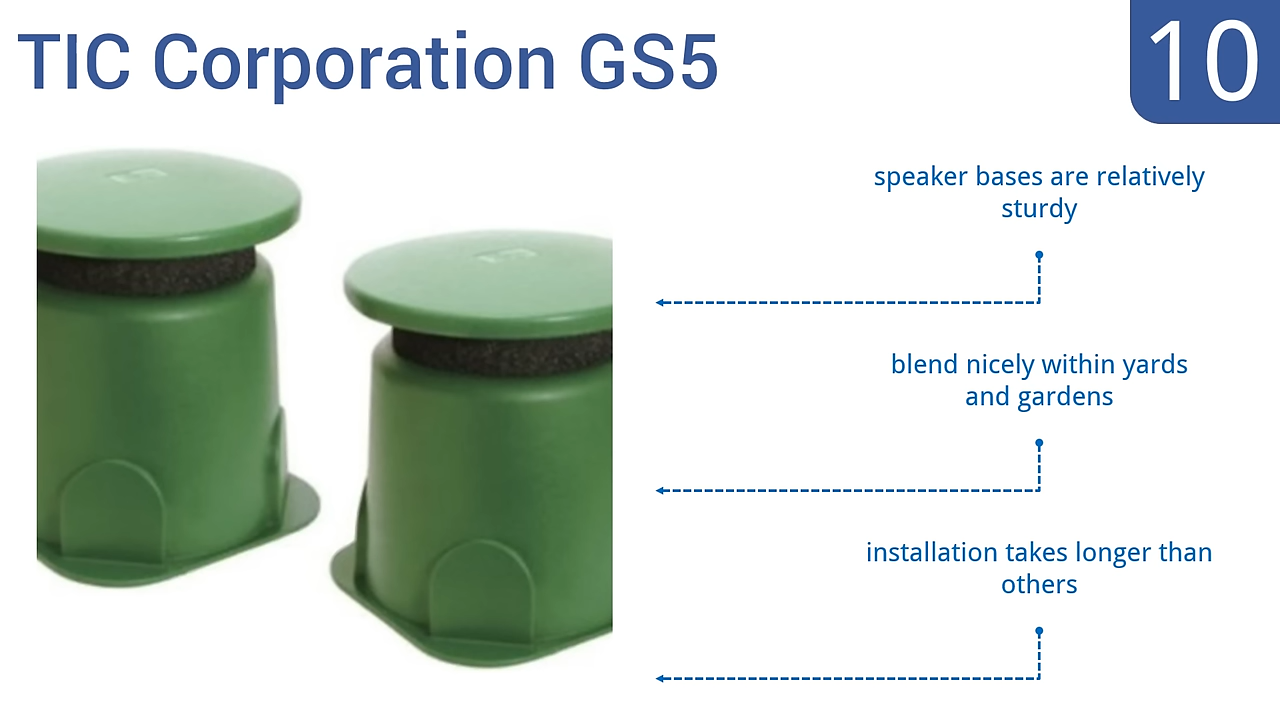 TIC Corporation GS5
10
speaker bases are relatively
sturdy
blend nicely within yards
and gardens
installation takes longer than
others